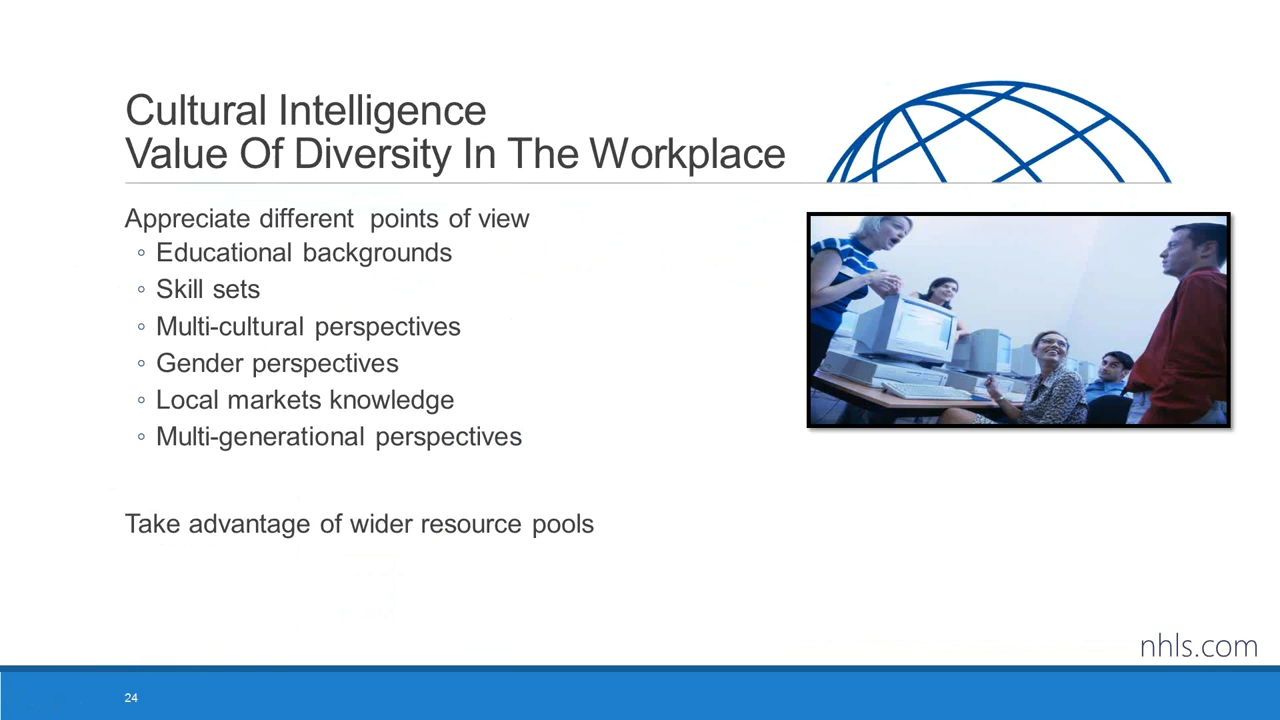 Cultural Intelligence
Value Of Diversity In The Workplace
Appreciate different points of view
◦ Educational backgrounds
◦ Skill sets
◦ Multi-cultural perspectives
◦ Gender perspectives
◦ Local markets knowledge
◦ Multi-generational perspectives
Take advantage of wider resource pools
nhls.com
24